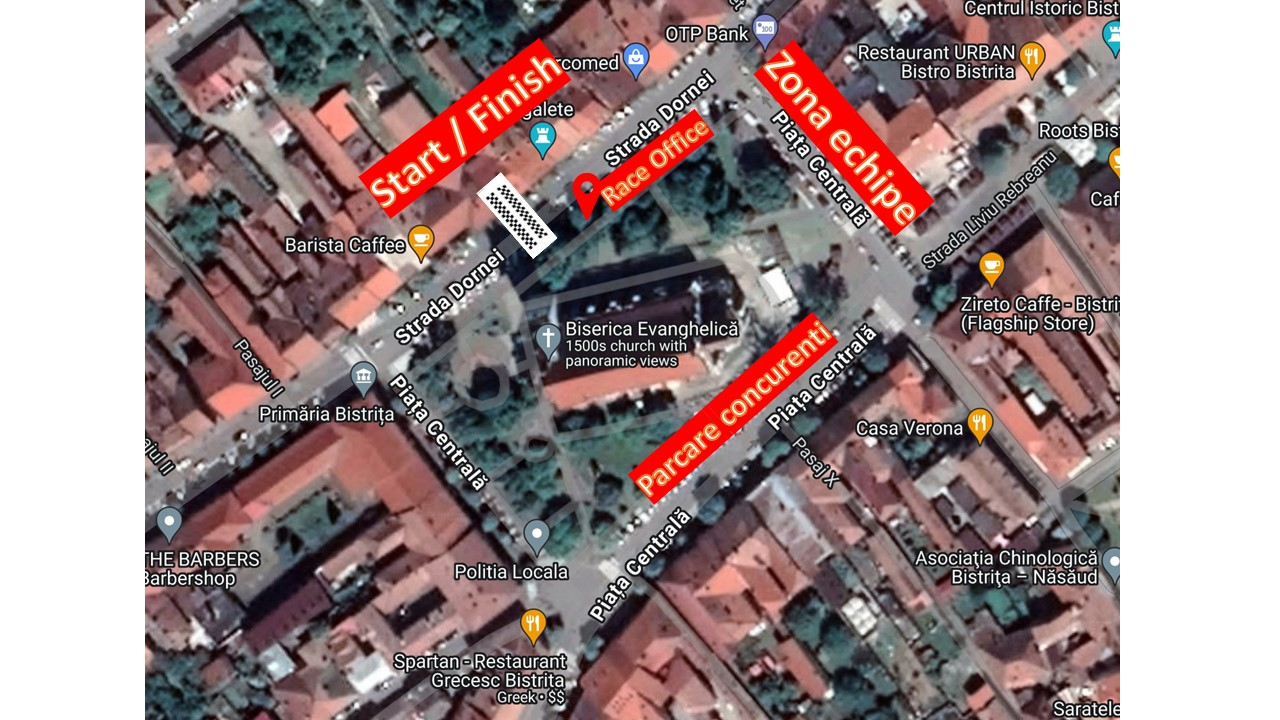 Centrul Istoric Bist
OTP Bank
100
Restaurant URBAN
Bistro Bistrita
rcomed
Start / Finish
galete
Strada Dornei
Race Office
Zona echipe
Piața Centrală
Roots Bis
Caf
Strada Liviu Rebreanu
Barista Caffee
Strada Dornei
Zireto Caffe - Bistri
(Flagship Store)
Biserica Evanghelică
1500s church with
panoramic views
Pasajul I
Primăria Bistrița
Piața Centrală
Parcare concurenti
Piața Centrală
Casa Verona
Pasaj X
ajul II
THE BARBERS
Barbershop
Politia Locala
Piața Centrală
Asociația Chinologică
Bistrița – Năsăud
Spartan - Restaurant
Grecesc Bistrita
Greek • $$
Saratele